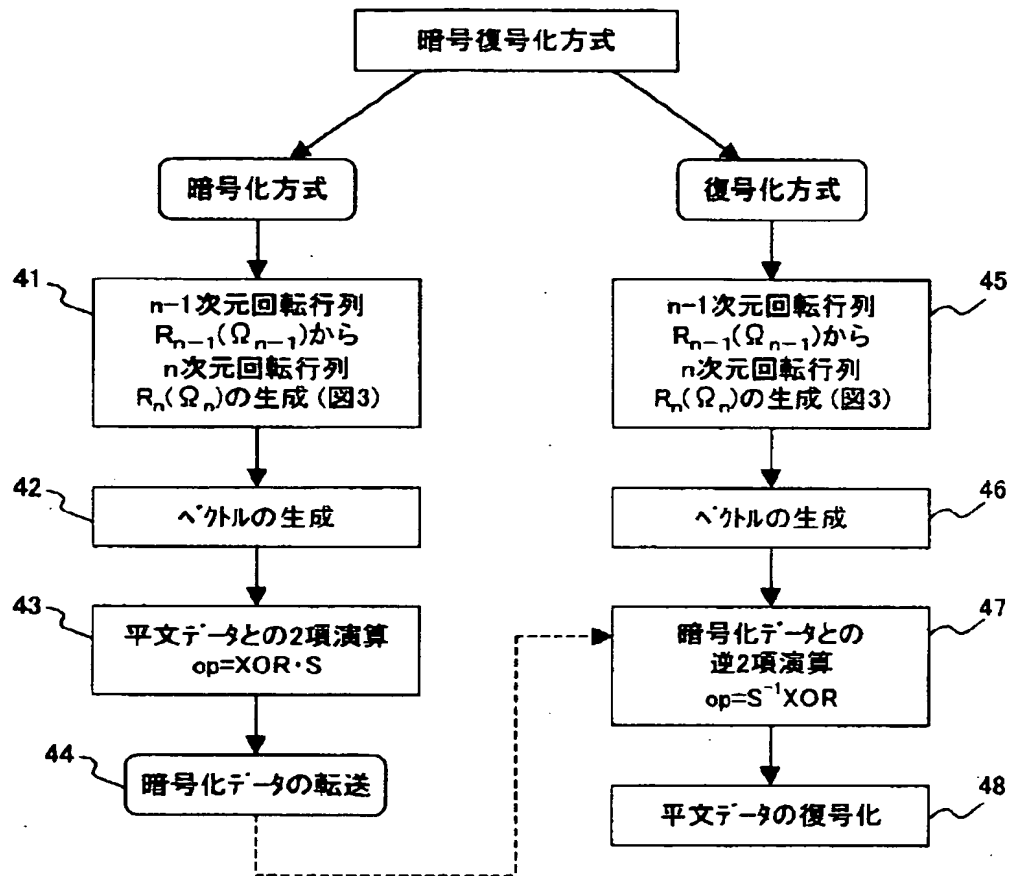 暗号復号化方式
暗号化方式
41
n-1次元回転行列
Rn-1(Ωn-1)から
n次元回転行列
Rn(Ωn)の生成(図3)
42
ベクトルの生成
43
平文データとの2項演算
op=XOR・S
44
暗号化データの転送
復号化方式
45
n-1次元回転行列
Rn-1(Ωn-1)から
n次元回転行列
Rn(Ωn)の生成(図3)
46
ベクトルの生成
47
暗号化データとの
逆2項演算
op=S⁻¹XOR
48
平文データの復号化